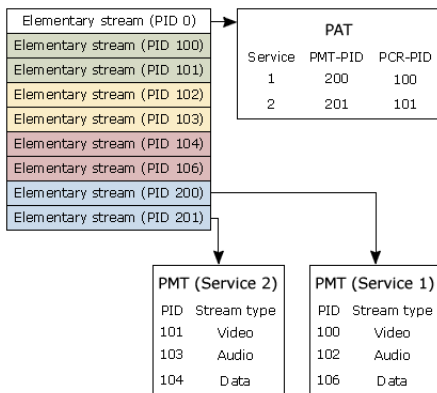 Elementary stream (PID 0)
Elementary stream (PID 100)
Elementary stream (PID 101)
Elementary stream (PID 102)
Elementary stream (PID 103)
Elementary stream (PID 104)
Elementary stream (PID 106)
Elementary stream (PID 200)
Elementary stream (PID 201)
PAT
Service PMT-PID PCR-PID
1 200 100
2 201 101
PMT (Service 2)
PID Stream type
101 Video
103 Audio
104 Data
PMT (Service 1)
PID Stream type
100 Video
102 Audio
106 Data